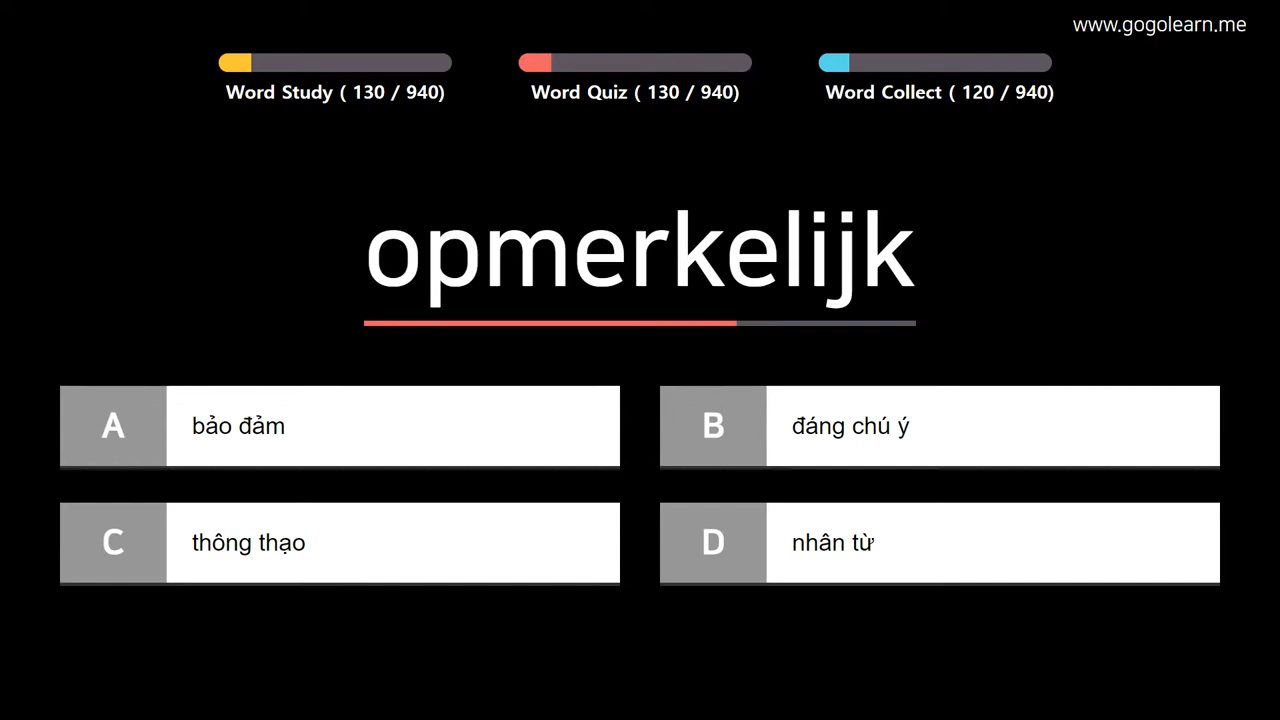 www.gogolearn.me
Word Study ( 130 / 940)
Word Quiz ( 130 / 940)
Word Collect ( 120 / 940)
opmerkelijk
A bảo đảm
B đáng chú ý
C thông thạo
D nhân từ